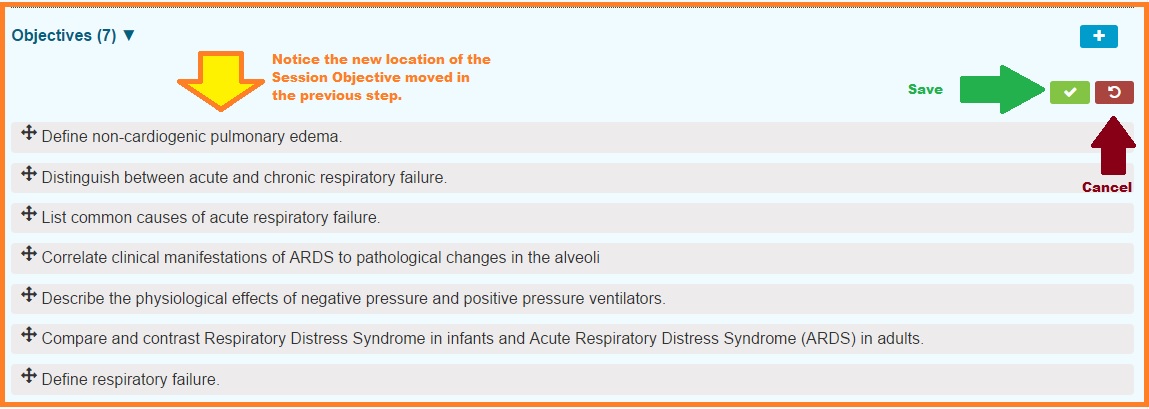 Objectives (7) ▼
Notice the new location of the
Session Objective moved in
the previous step.
Save
Cancel
Define non-cardiogenic pulmonary edema.
Distinguish between acute and chronic respiratory failure.
List common causes of acute respiratory failure.
Correlate clinical manifestations of ARDS to pathological changes in the alveoli
Describe the physiological effects of negative pressure and positive pressure ventilators.
Compare and contrast Respiratory Distress Syndrome in infants and Acute Respiratory Distress Syndrome (ARDS) in adults.
Define respiratory failure.